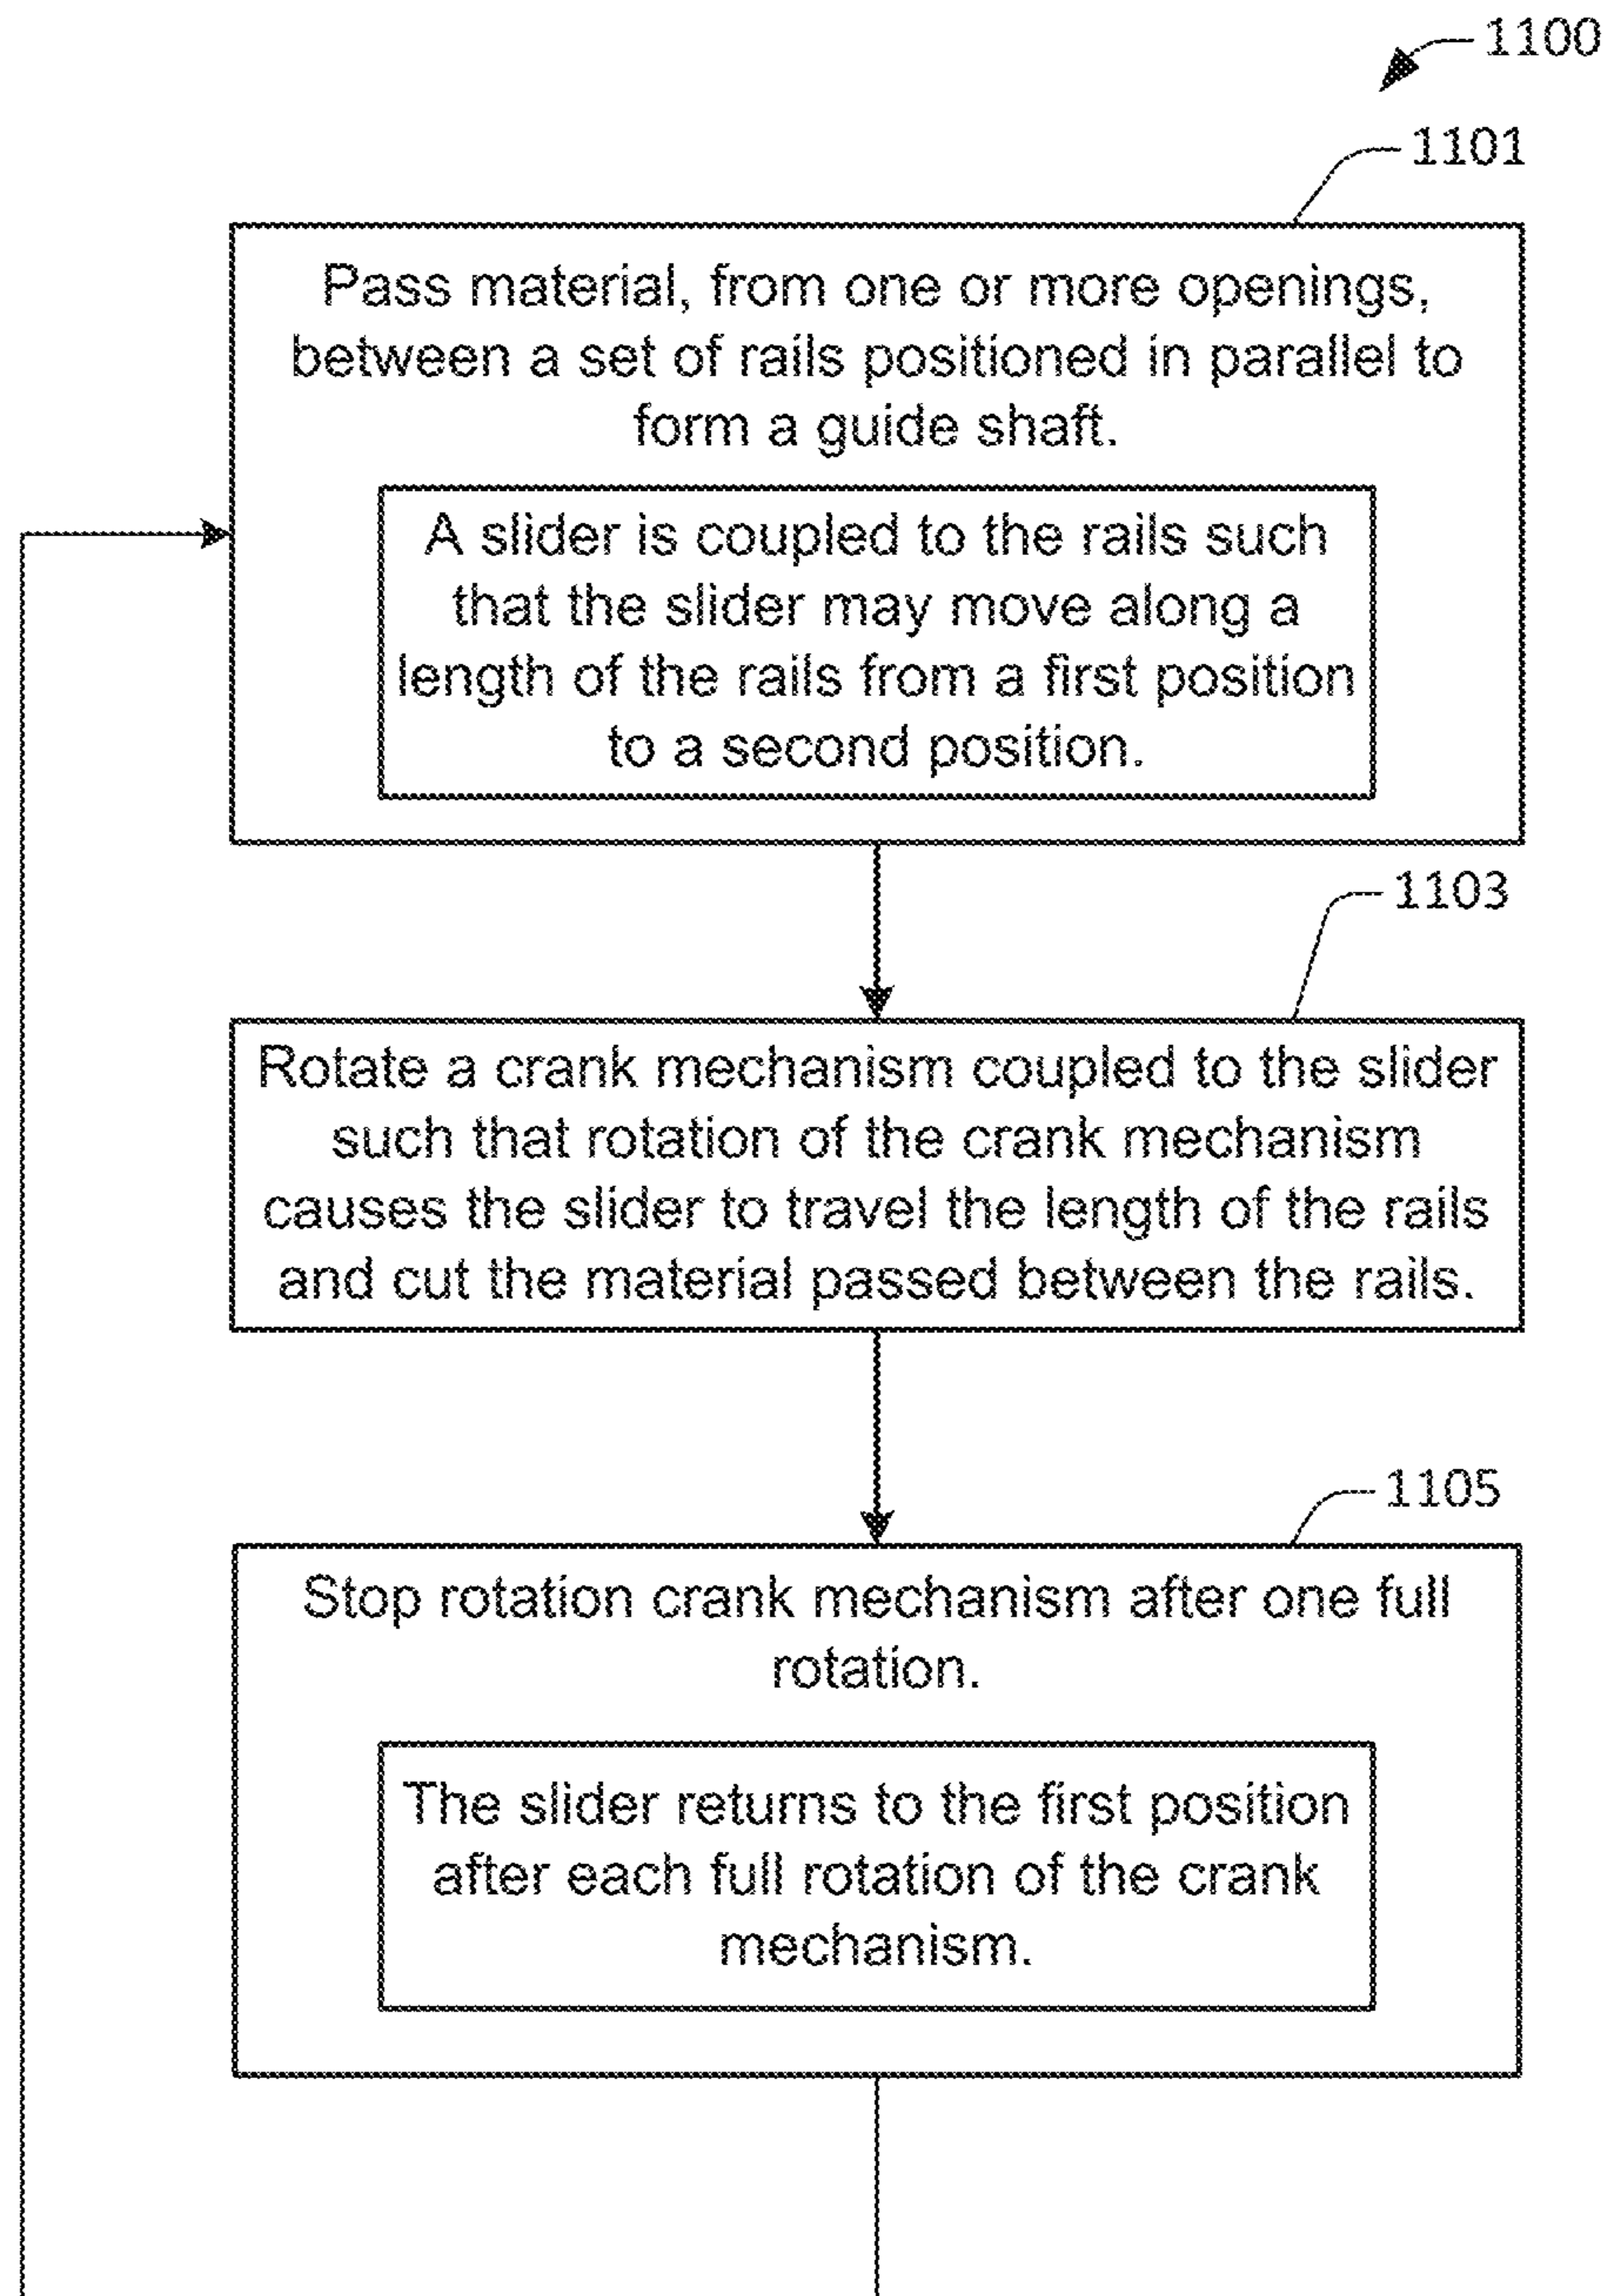 1100
1101
Pass material, from one or more openings,
between a set of rails positioned in parallel to
form a guide shaft.
A slider is coupled to the rails such
that the slider may move along a
length of the rails from a first position
to a second position.
1103
Rotate a crank mechanism coupled to the slider
such that rotation of the crank mechanism
causes the slider to travel the length of the rails
and cut the material passed between the rails.
1105
Stop rotation crank mechanism after one full
rotation.
The slider returns to the first position
after each full rotation of the crank
mechanism.